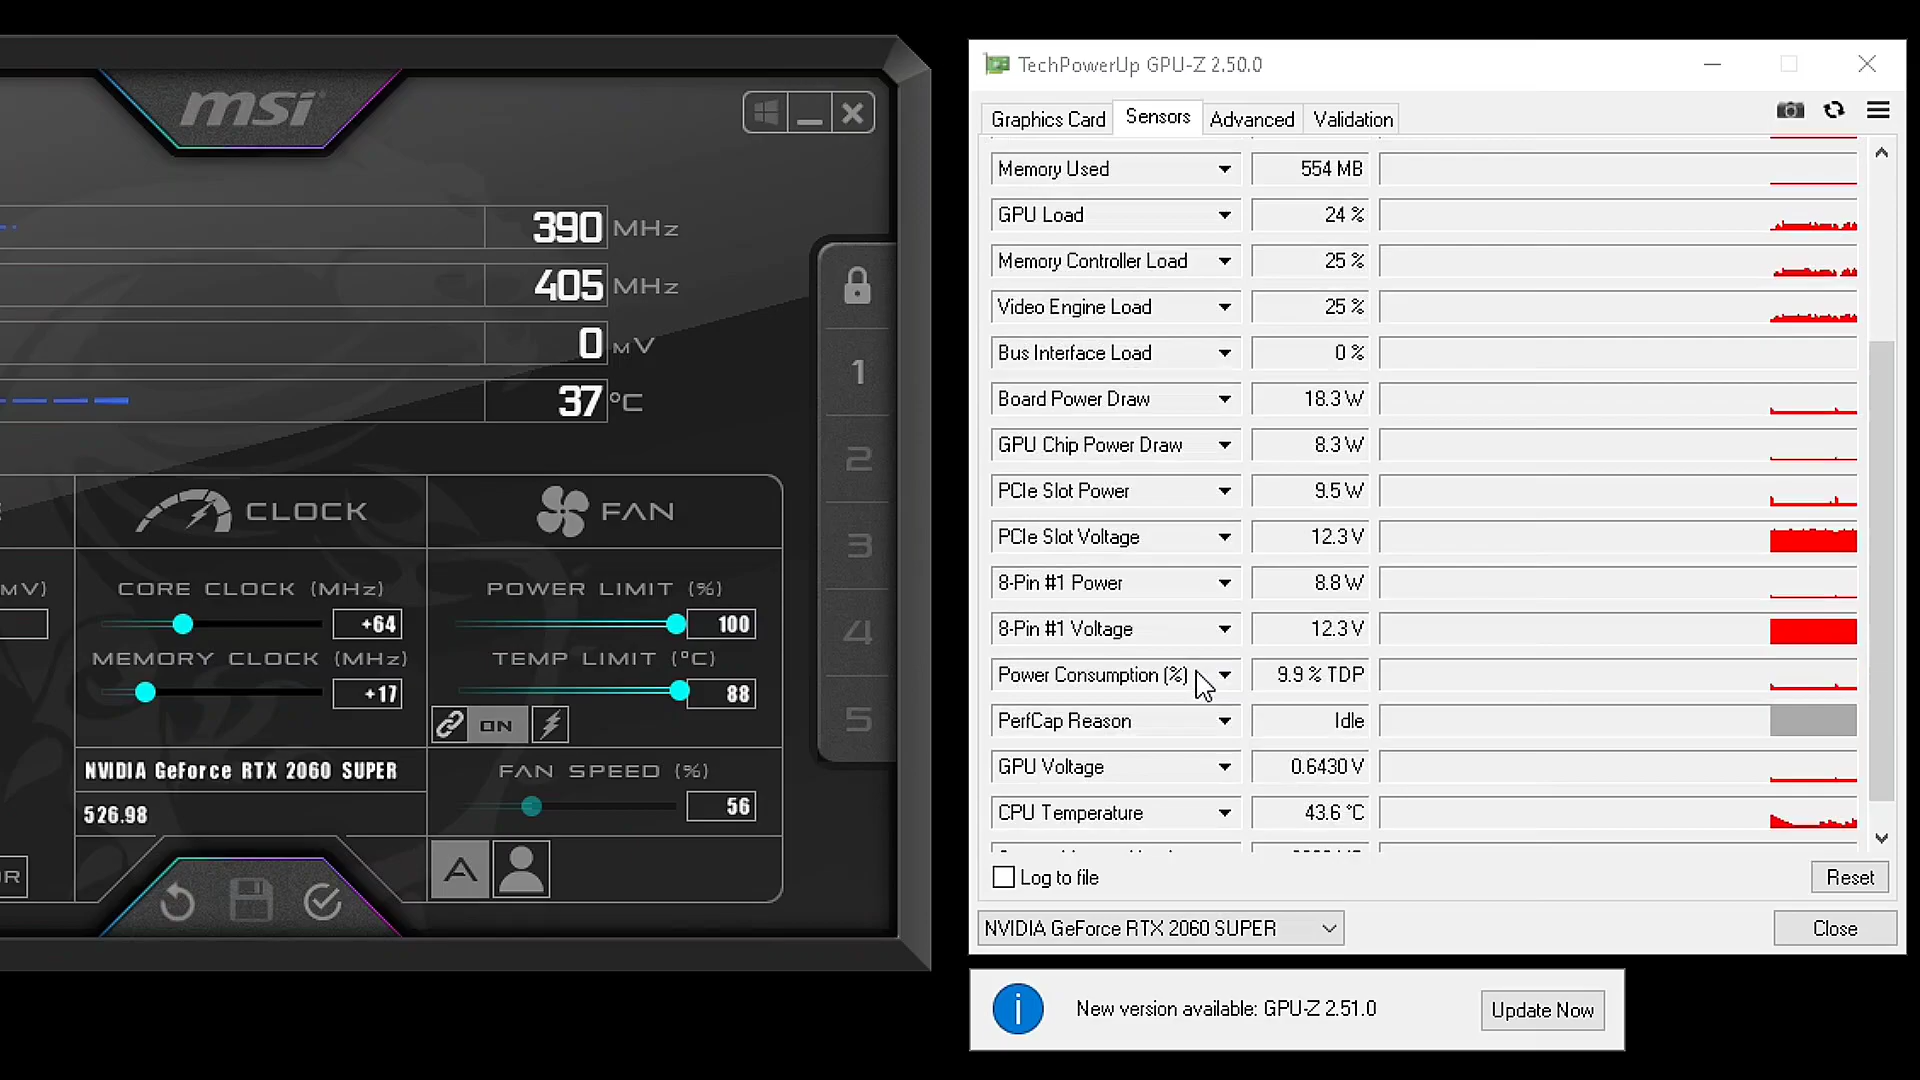 msi
390 MHz
405 MHz
0 mV
37 °C
1
2
3
4
5
CLOCK
FAN
MV)
CORE CLOCK (MHz)
+64
MEMORY CLOCK (MHz)
+17
POWER LIMIT (%)
100
TEMP LIMIT (°C)
88
ON
NVIDIA GeForce RTX 2060 SUPER
526.98
FAN SPEED (%)
56
A
OR
TechPowerUp GPU-Z 2.50.0
Graphics Card Sensors Advanced Validation
Memory Used 554 MB
GPU Load 24 %
Memory Controller Load 25 %
Video Engine Load 25 %
Bus Interface Load 0 %
Board Power Draw 18.3 W
GPU Chip Power Draw 8.3 W
PCIe Slot Power 9.5 W
PCIe Slot Voltage 12.3 V
8-Pin #1 Power 8.8 W
8-Pin #1 Voltage 12.3 V
Power Consumption (%) 9.9 % TDP
PerfCap Reason Idle
GPU Voltage 0.6430 V
CPU Temperature 43.6 °C
Log to file
Reset
NVIDIA GeForce RTX 2060 SUPER
Close
New version available: GPU-Z 2.51.0
Update Now